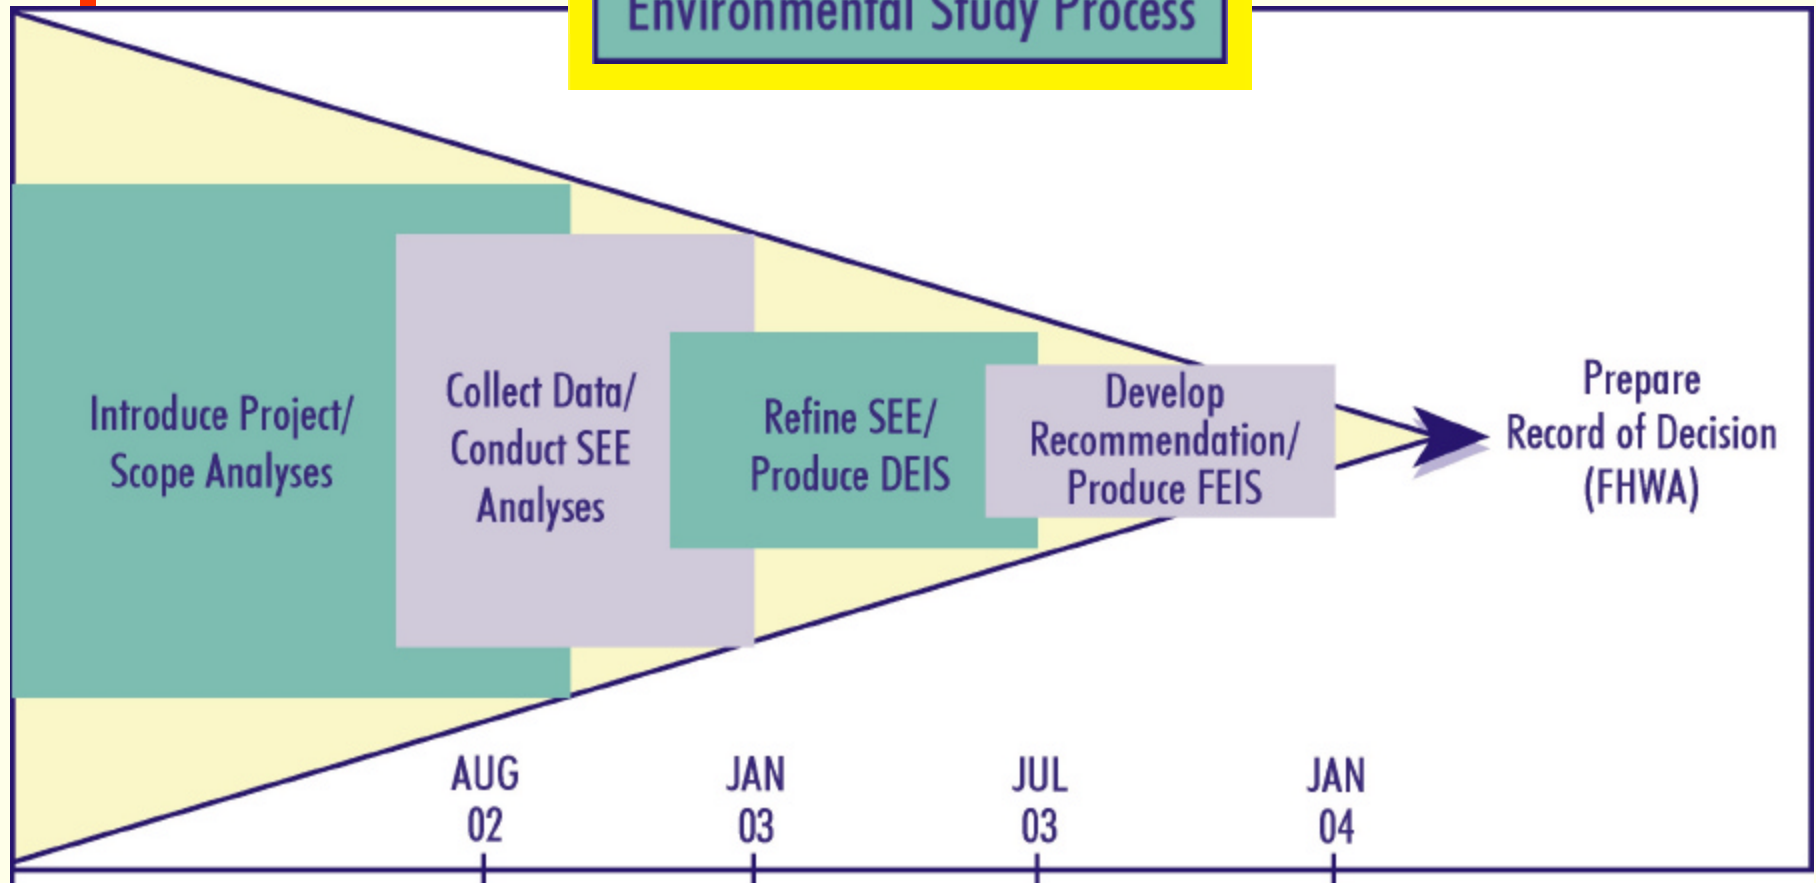 Environmental Study Process
Introduce Project/
Scope Analyses
Collect Data/
Conduct SEE
Analyses
Refine SEE/
Produce DEIS
Develop
Recommendation/
Produce FEIS
Prepare
Record of Decision
(FHWA)
AUG
02
JAN
03
JUL
03
JAN
04